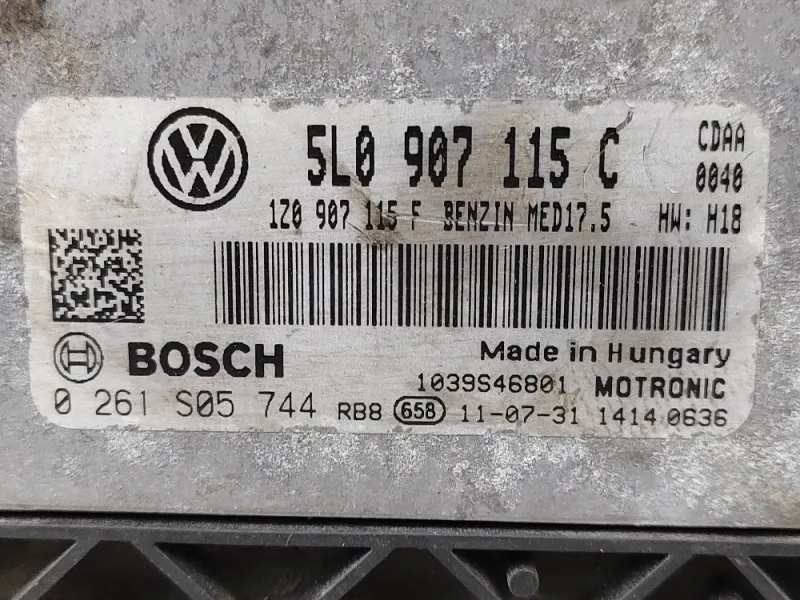 5L0 907 115 C CDAA
0040
1Z0 907 115 F BENZIN MED17.5 HW: H18
BOSCH Made in Hungary
1039S46801 MOTRONIC
0 261 S05 744 RB8 658 11-07-31 1414 0636